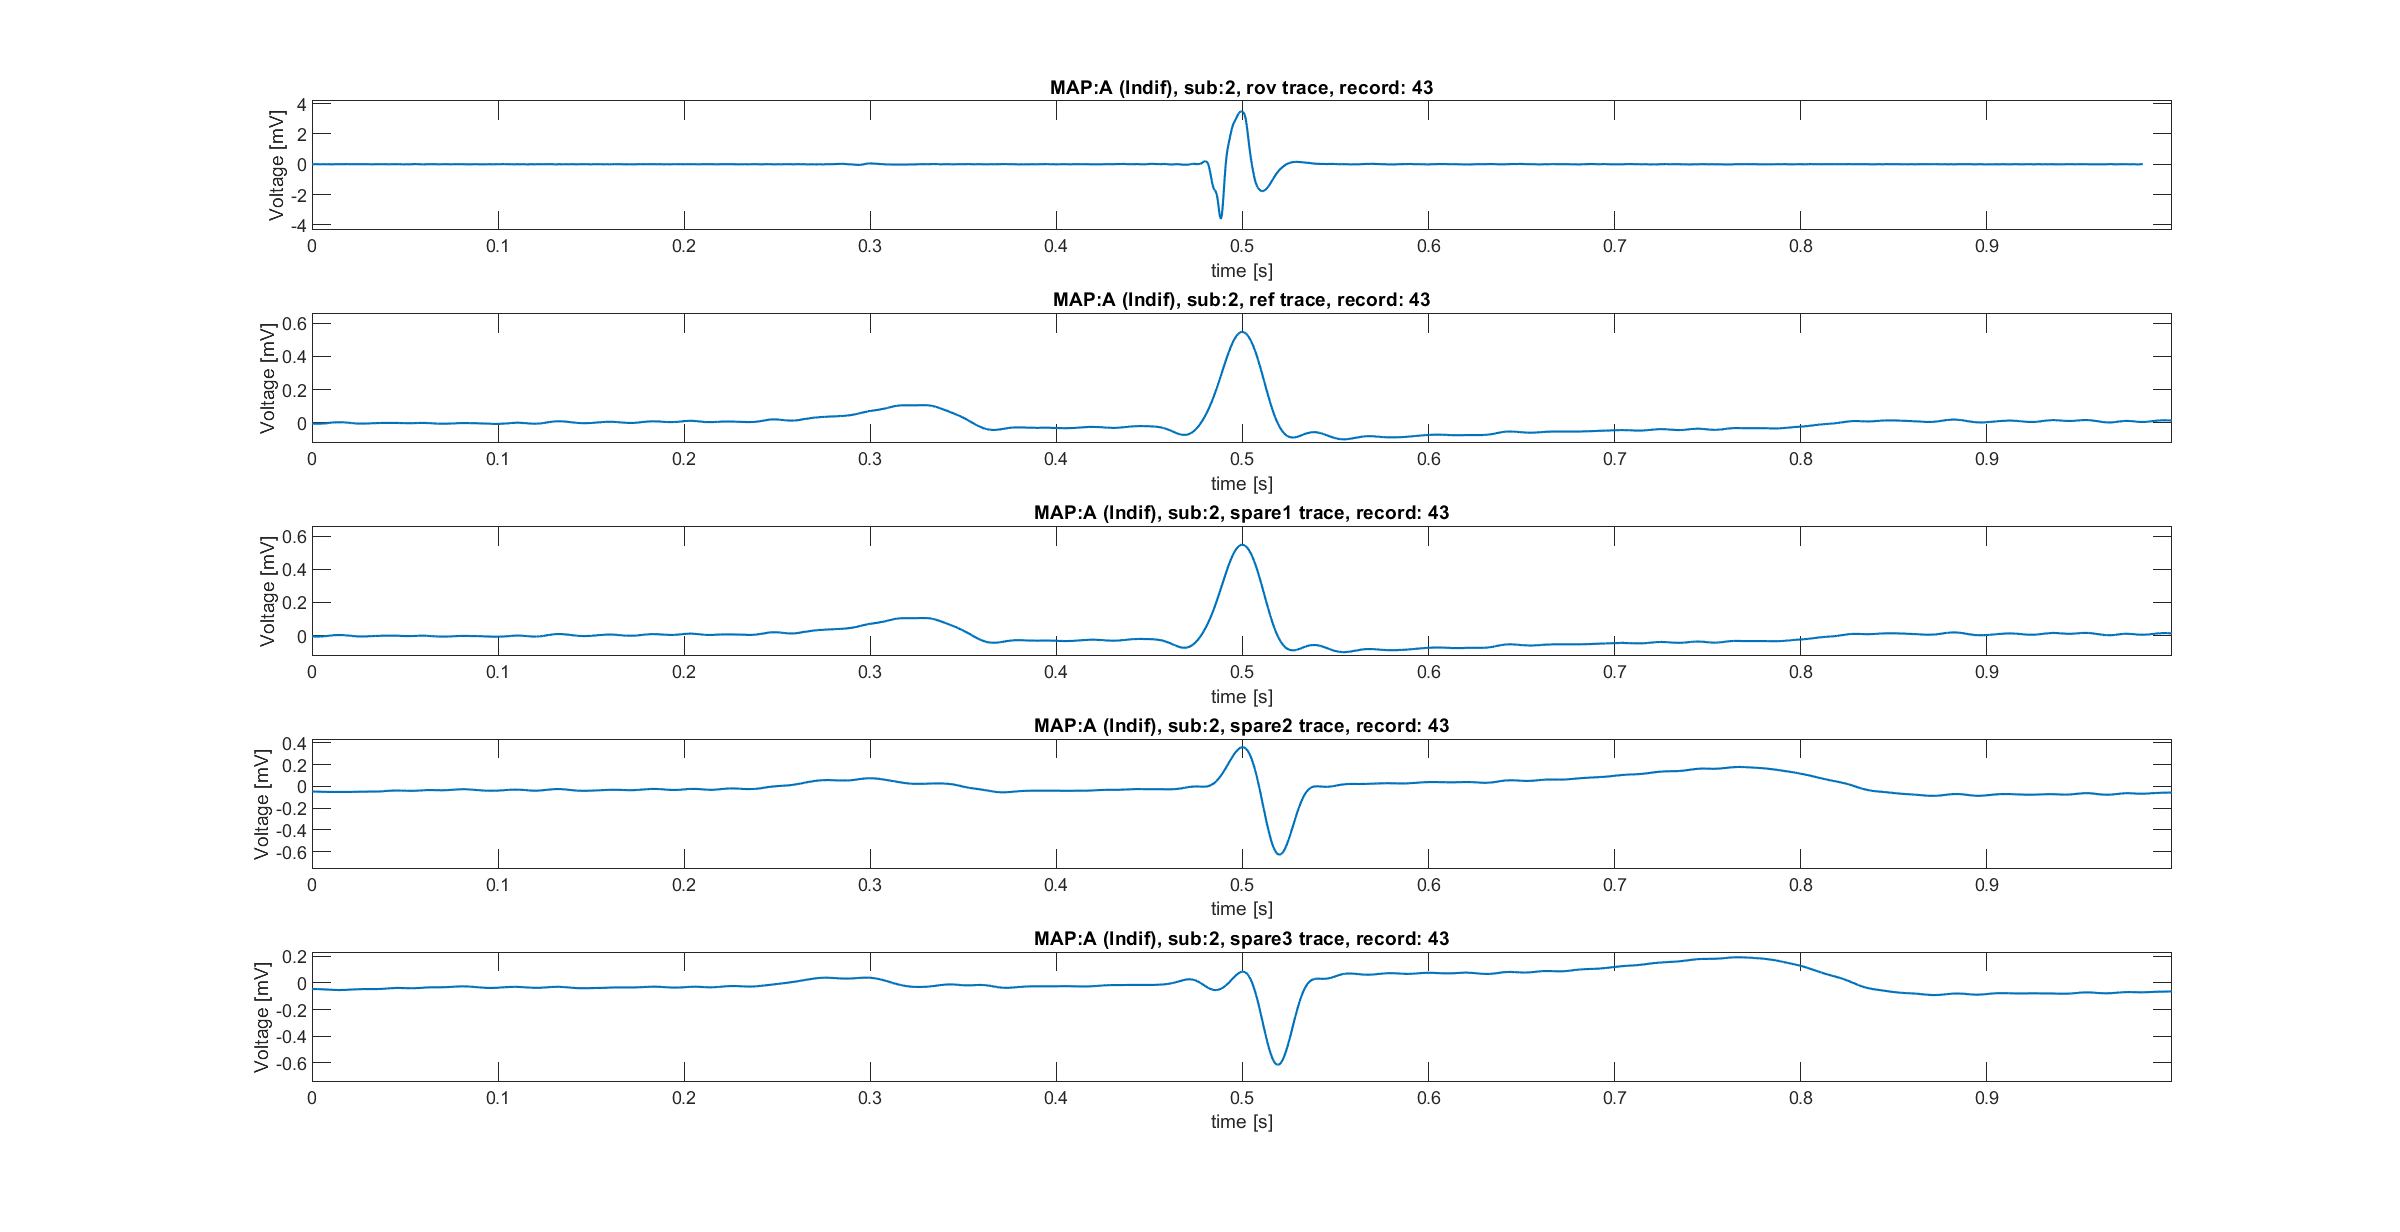 MAP:A (Indif), sub:2, rov trace, record: 43
Voltage [mV]
4
2
0
-2
-4
0 0.1 0.2 0.3 0.4 0.5 0.6 0.7 0.8 0.9
time [s]
MAP:A (Indif), sub:2, ref trace, record: 43
Voltage [mV]
0.6
0.4
0.2
0
0 0.1 0.2 0.3 0.4 0.5 0.6 0.7 0.8 0.9
time [s]
MAP:A (Indif), sub:2, spare1 trace, record: 43
Voltage [mV]
0.6
0.4
0.2
0
0 0.1 0.2 0.3 0.4 0.5 0.6 0.7 0.8 0.9
time [s]
MAP:A (Indif), sub:2, spare2 trace, record: 43
Voltage [mV]
0.4
0.2
0
-0.2
-0.4
-0.6
0 0.1 0.2 0.3 0.4 0.5 0.6 0.7 0.8 0.9
time [s]
MAP:A (Indif), sub:2, spare3 trace, record: 43
Voltage [mV]
0.2
0
-0.2
-0.4
-0.6
0 0.1 0.2 0.3 0.4 0.5 0.6 0.7 0.8 0.9
time [s]